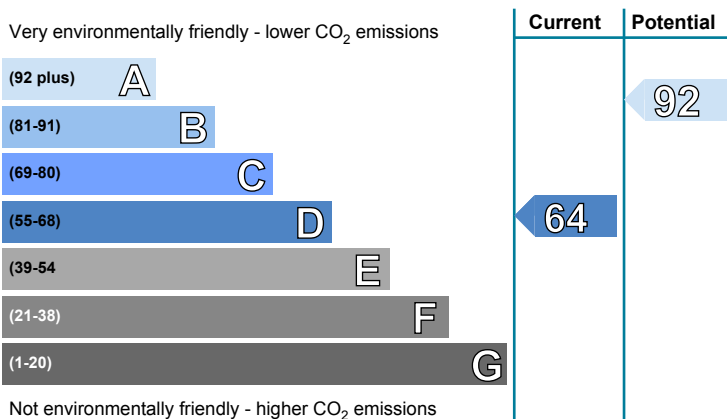 Current Potential
Very environmentally friendly - lower CO2 emissions
(92 plus) A
92
(81-91) B
(69-80) C
(55-68) D
64
(39-54 E
(21-38) F
(1-20) G
Not environmentally friendly - higher CO2 emissions